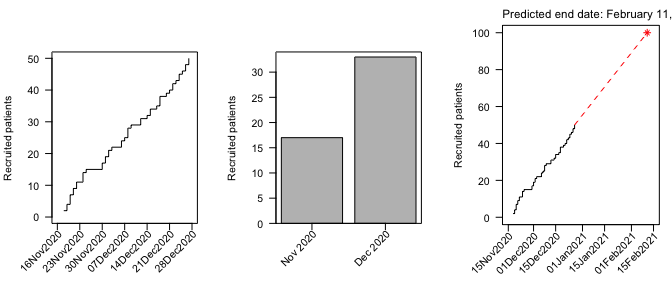 Recruited patients
50
40
30
20
10
0
16Nov2020
23Nov2020
30Nov2020
07Dec2020
14Dec2020
21Dec2020
28Dec2020
Recruited patients
30
25
20
15
10
5
0
Nov 2020
Dec 2020
Predicted end date: February 11,
Recruited patients
100
80
60
40
20
0
15Nov2020
01Dec2020
15Dec2020
01Jan2021
15Jan2021
01Feb2021
15Feb2021